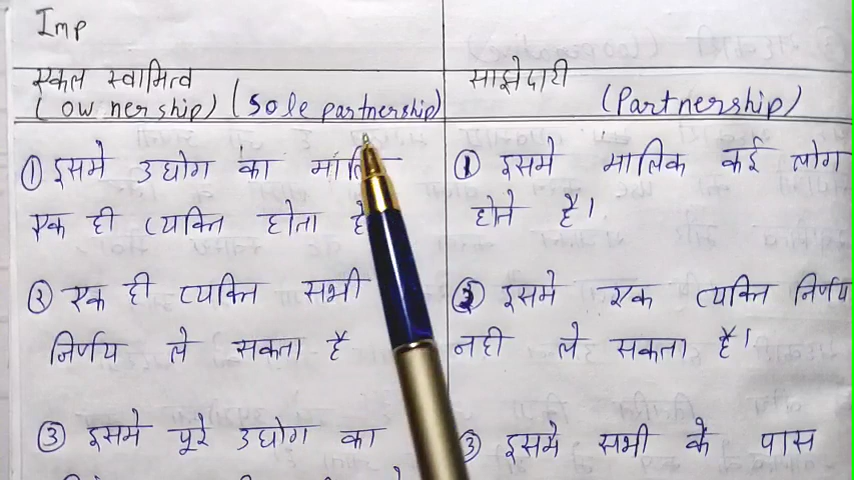 Imp
एकल स्वामित्व
(Ow nership) (Sole partnership)
① इसमे उद्योग का
एक ही व्यक्ति होता है
② एक ही व्यक्ति सभी
निर्णय ले सकता है
③ इसमे पूरे उद्योग का
साझेदारी
(Partnership)
① इसमे मालिक कई लोग
होते है।
② इसमे एक व्यक्ति निर्णय
नही ले सकता है।
③ इसमे सभी के पास